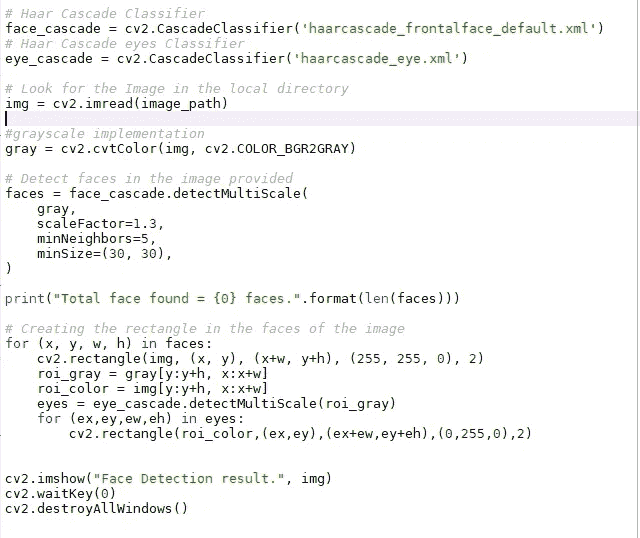 # Haar Cascade Classifier
face_cascade = cv2.CascadeClassifier('haarcascade_frontalface_default.xml')
# Haar Cascade eyes Classifier
eye_cascade = cv2.CascadeClassifier('haarcascade_eye.xml')

# Look for the Image in the local directory
img = cv2.imread(image_path)

#grayscale implementation
gray = cv2.cvtColor(img, cv2.COLOR_BGR2GRAY)

# Detect faces in the image provided
faces = face_cascade.detectMultiScale(
    gray,
    scaleFactor=1.3,
    minNeighbors=5,
    minSize=(30, 30),
)

print("Total face found = {0} faces.".format(len(faces)))

# Creating the rectangle in the faces of the image
for (x, y, w, h) in faces:
    cv2.rectangle(img, (x, y), (x+w, y+h), (255, 255, 0), 2)
    roi_gray = gray[y:y+h, x:x+w]
    roi_color = img[y:y+h, x:x+w]
    eyes = eye_cascade.detectMultiScale(roi_gray)
    for (ex,ey,ew,eh) in eyes:
        cv2.rectangle(roi_color,(ex,ey),(ex+ew,ey+eh),(0,255,0),2)


cv2.imshow("Face Detection result.", img)
cv2.waitKey(0)
cv2.destroyAllWindows()